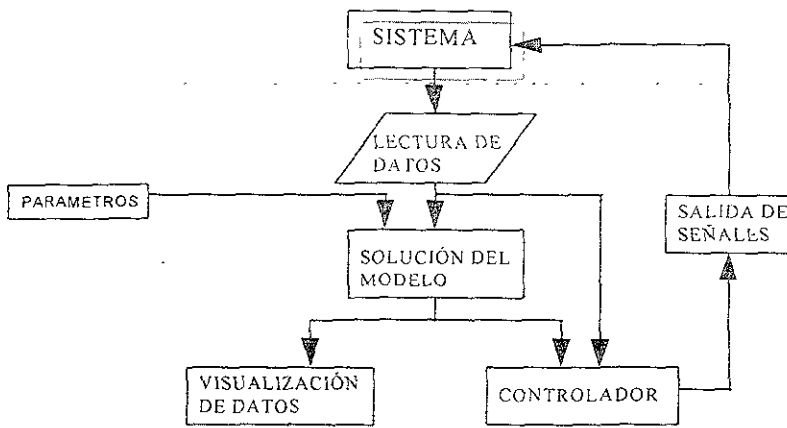 SISTEMA
LECTURA DE
DATOS
PARAMETROS
SALIDA DE
SEÑALES
SOLUCIÓN DEL
MODELO
VISUALIZACIÓN
DE DATOS
CONTROLADOR